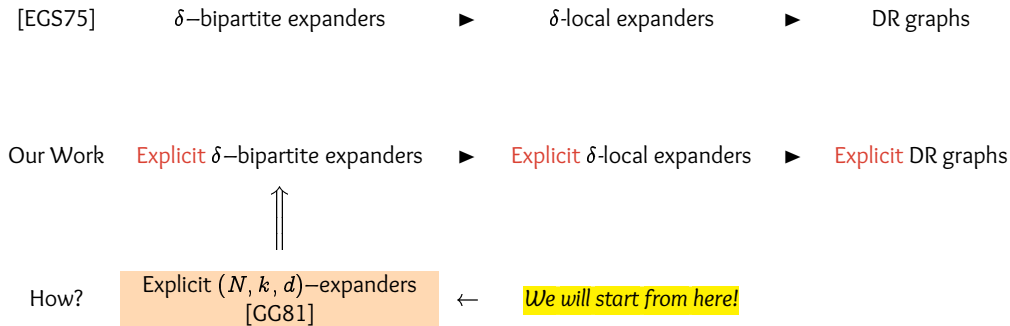 [EGS75] δ–bipartite expanders ► δ-local expanders ► DR graphs
Our Work Explicit δ–bipartite expanders ► Explicit δ-local expanders ► Explicit DR graphs
How? Explicit (N, k, d)–expanders ← We will start from here!
[GG81]